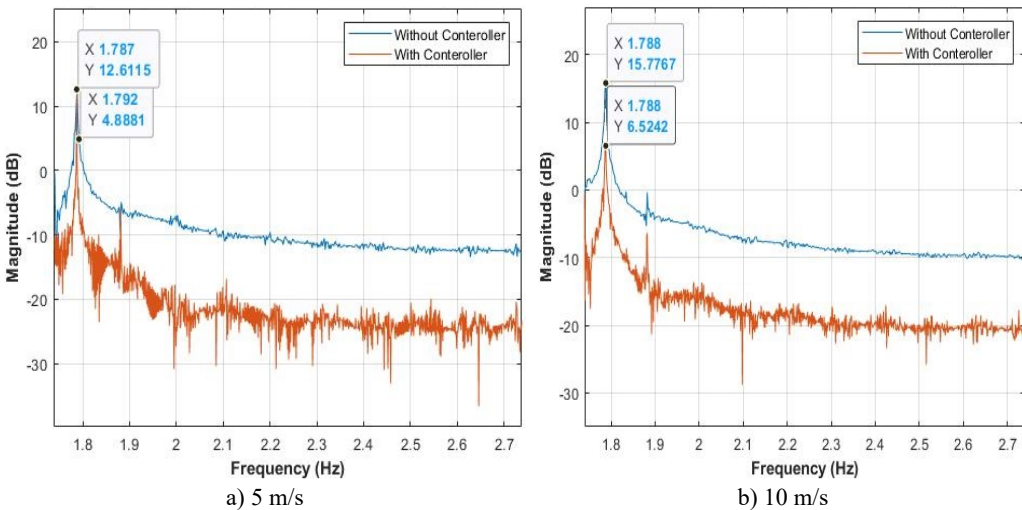 Without Conteroller
With Conteroller
X 1.787
Y 12.6115
X 1.792
Y 4.8881
20
10
0
-10
-20
-30
Magnitude (dB)
1.8 1.9 2 2.1 2.2 2.3 2.4 2.5 2.6 2.7
Frequency (Hz)
a) 5 m/s
Without Conteroller
With Conteroller
X 1.788
Y 15.7767
X 1.788
Y 6.5242
20
10
0
-10
-20
-30
Magnitude (dB)
1.8 1.9 2 2.1 2.2 2.3 2.4 2.5 2.6 2.7
Frequency (Hz)
b) 10 m/s